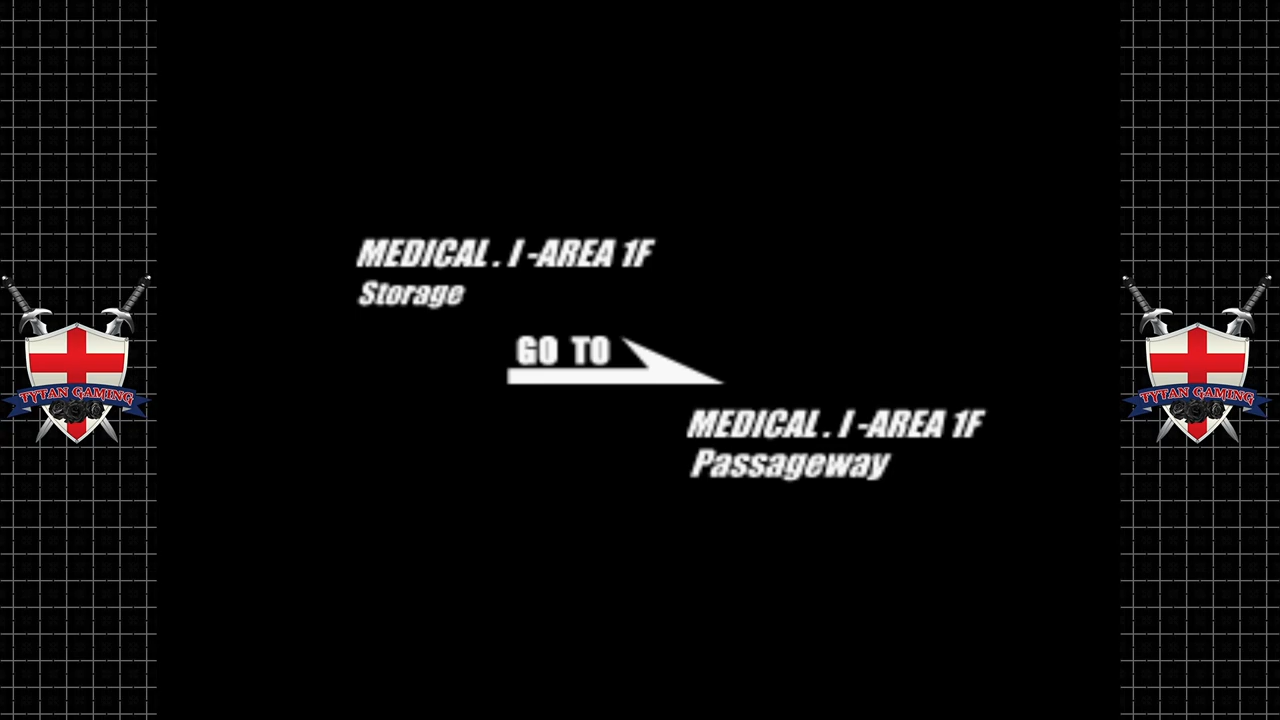 MEDICAL . I -AREA 1F
Storage
GO TO
MEDICAL . I -AREA 1F
Passageway
TYTAN GAMING
TYTAN GAMING